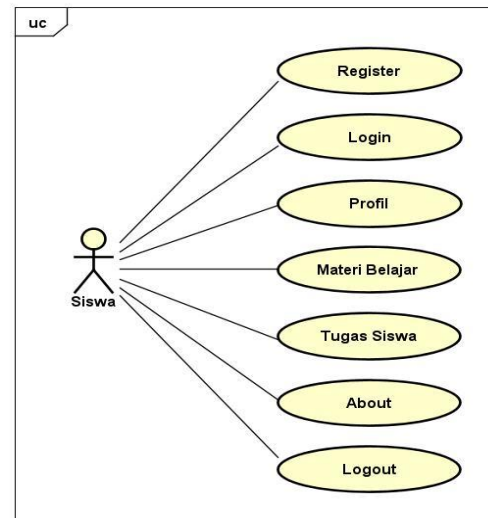 uc
Register
Login
Profil
Siswa
Materi Belajar
Tugas Siswa
About
Logout